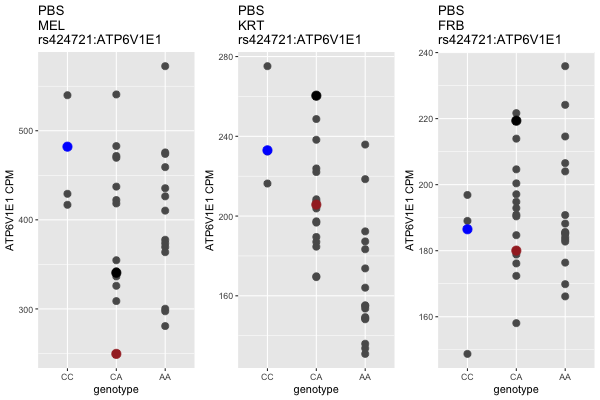 PBS
MEL
rs424721:ATP6V1E1
ATP6V1E1 CPM
500
400
300
CC
CA
AA
genotype
PBS
KRT
rs424721:ATP6V1E1
ATP6V1E1 CPM
280
240
200
160
CC
CA
AA
genotype
PBS
FRB
rs424721:ATP6V1E1
ATP6V1E1 CPM
240
220
200
180
160
CC
CA
AA
genotype